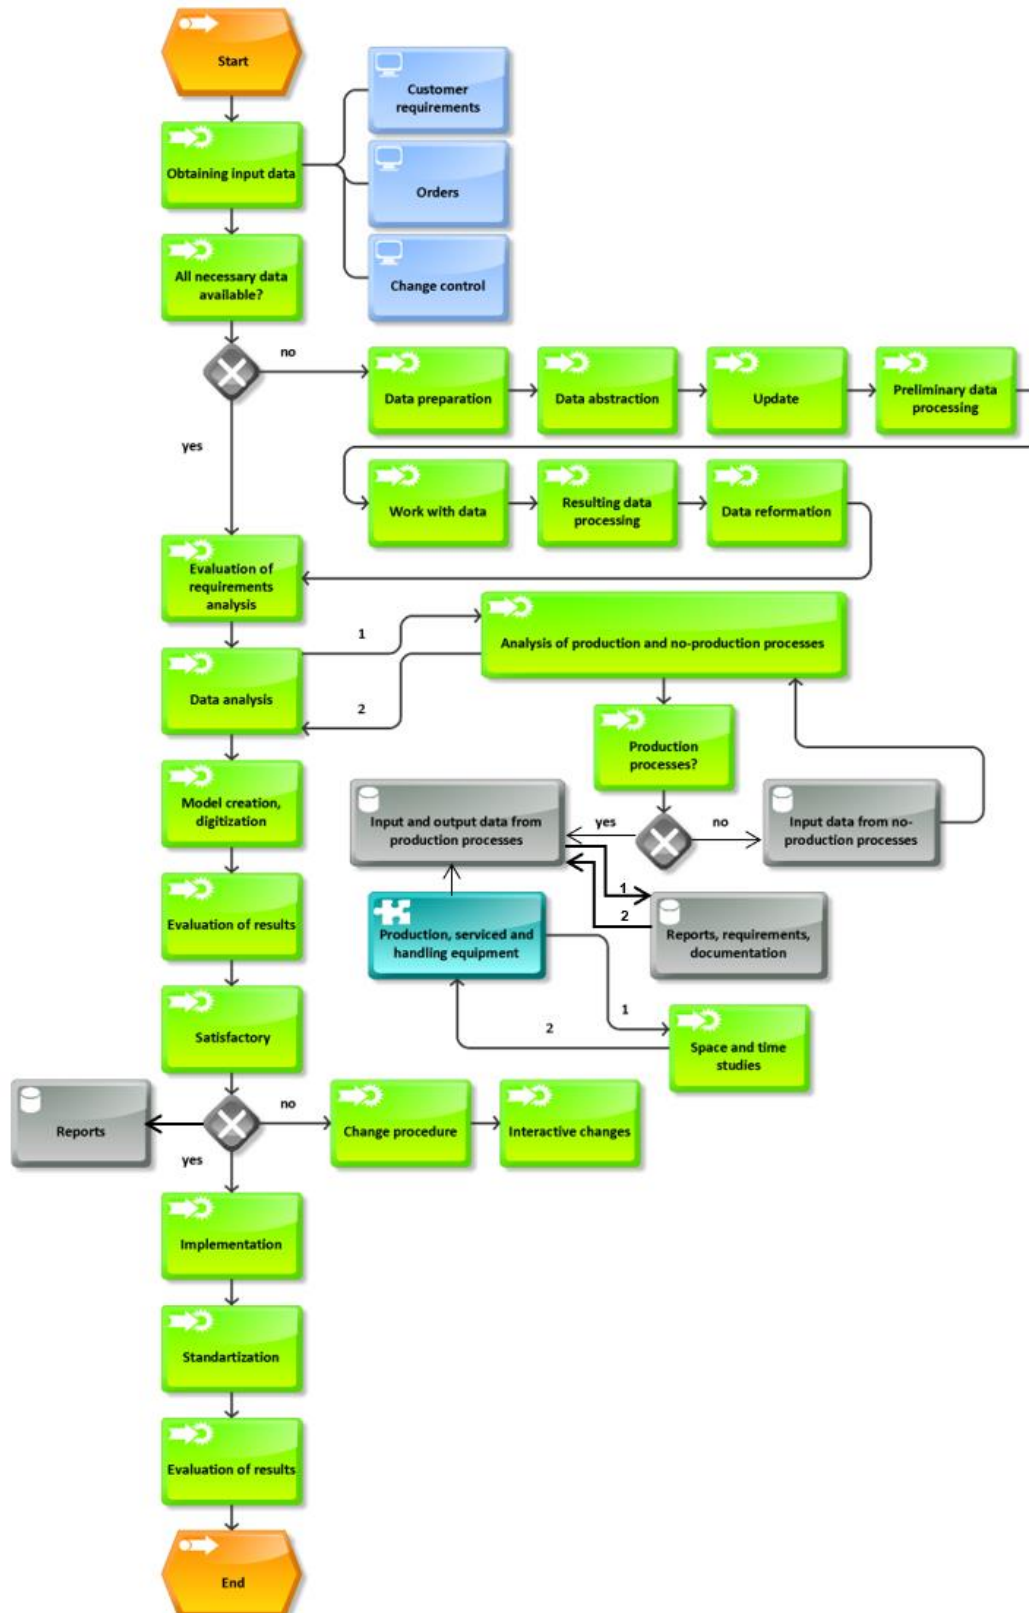 Start
Customer
requirements
Obtaining input data
Orders
All necessary data
available?
Change control
no
Data preparation
Data abstraction
Update
Preliminary data
processing
yes
Work with data
Resulting data
processing
Data reformation
Evaluation of
requirements
analysis
1
Analysis of production and no-production processes
Data analysis
2
Production
processes?
Model creation,
digitization
Input and output data from
production processes
yes
no
Input data from no-
production processes
1
2
Evaluation of results
Production, serviced and
handling equipment
Reports, requirements,
documentation
1
2
Satisfactory
Space and time
studies
no
Reports
Change procedure
Interactive changes
yes
Implementation
Standartization
Evaluation of results
End